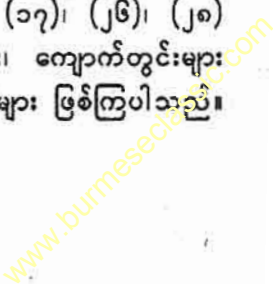 (၁၇)၊ (၂၆)၊ (၂၈)
ကျောက်တွင်းများ
များ ဖြစ်ကြပါသည်။
www.burmeseclassic.com